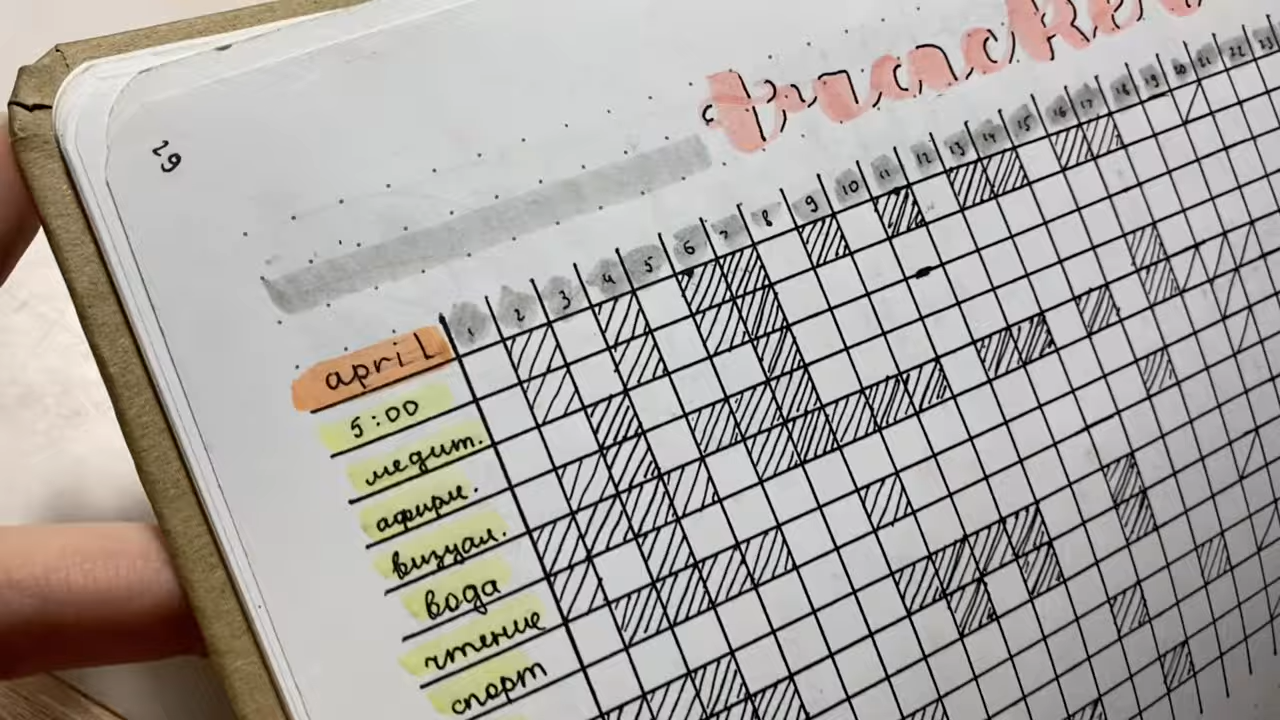 29
tracker
1 2 3 4 5 6 7 8 9 10 11 12 13 14 15 16 17 18 19 20 21 22 23
april
5:00
медит.
афирм.
визуал.
вода
чтение
спорт